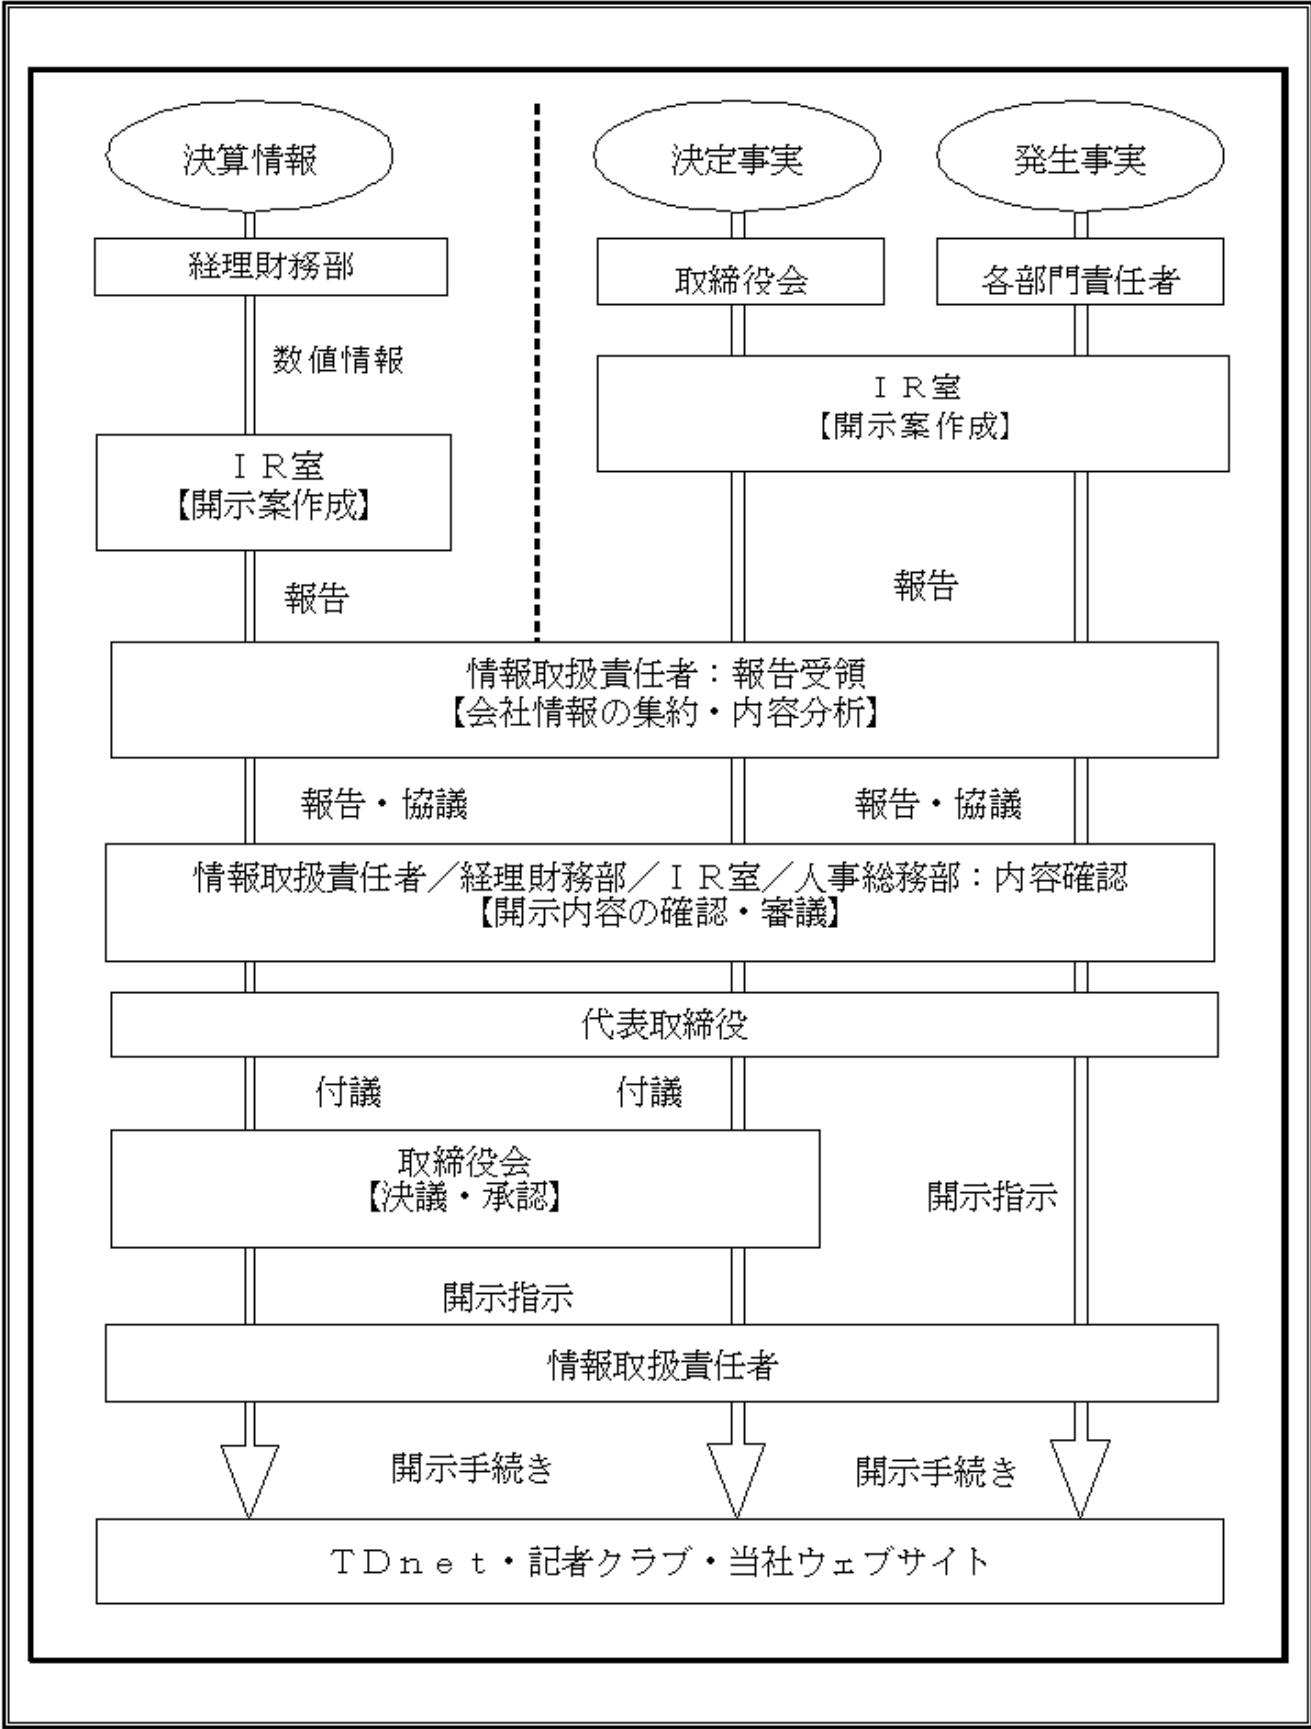 決算情報
決定事実
発生事実
経理財務部
取締役会
各部門責任者
数値情報
ＩＲ室
【開示案作成】
ＩＲ室
【開示案作成】
報告
報告
情報取扱責任者：報告受領
【会社情報の集約・内容分析】
報告・協議
報告・協議
情報取扱責任者／経理財務部／ＩＲ室／人事総務部：内容確認
【開示内容の確認・審議】
代表取締役
付議
付議
取締役会
【決議・承認】
開示指示
開示指示
情報取扱責任者
開示手続き
開示手続き
ＴＤｎｅｔ・記者クラブ・当社ウェブサイト